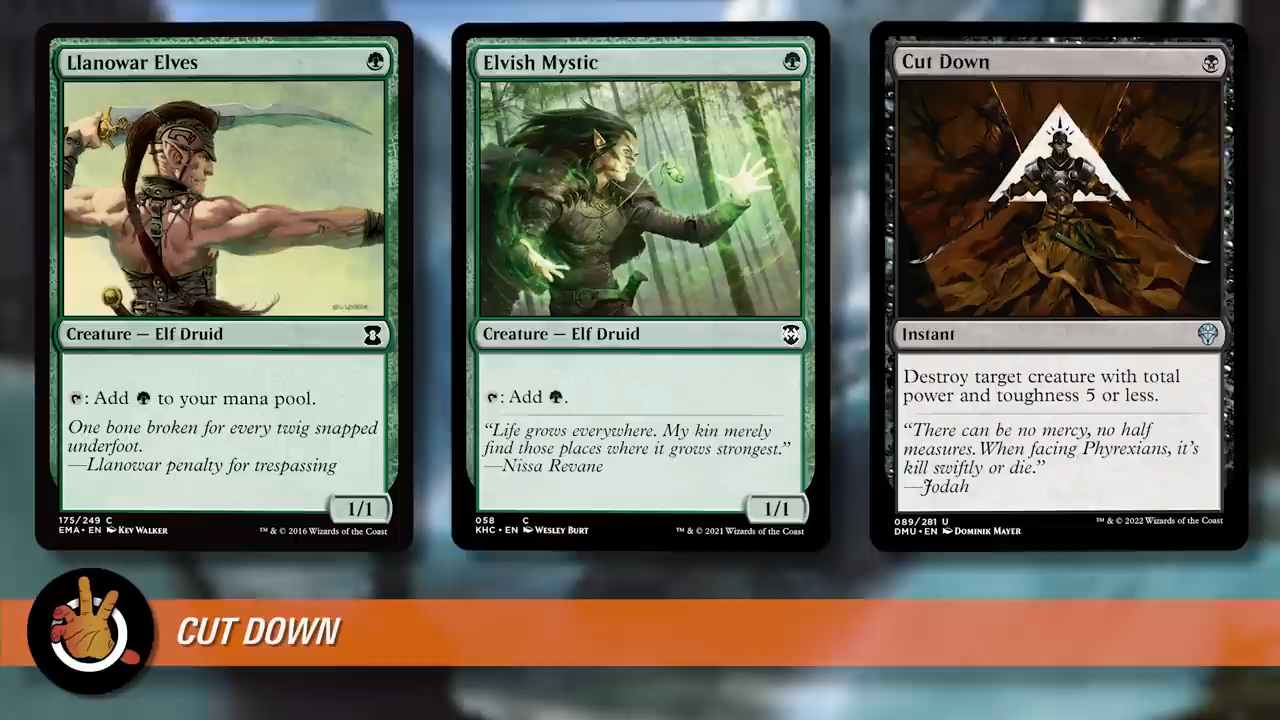 Llanowar Elves
Creature — Elf Druid
: Add to your mana pool.
One bone broken for every twig snapped
underfoot.
—Llanowar penalty for trespassing
1/1
175/249 C
EMA • EN Kev Walker
™ & © 2016 Wizards of the Coast
Elvish Mystic
Creature — Elf Druid
: Add .
“Life grows everywhere. My kin merely
find those places where it grows strongest.”
—Nissa Revane
1/1
058 C
KHC • EN Wesley Burt
™ & © 2021 Wizards of the Coast
Cut Down
Instant
Destroy target creature with total
power and toughness 5 or less.
“There can be no mercy, no half
measures. When facing Phyrexians, it’s
kill swiftly or die.”
—Jodah
089/281 U
DMU • EN Dominik Mayer
™ & © 2022 Wizards of the Coast
CUT DOWN